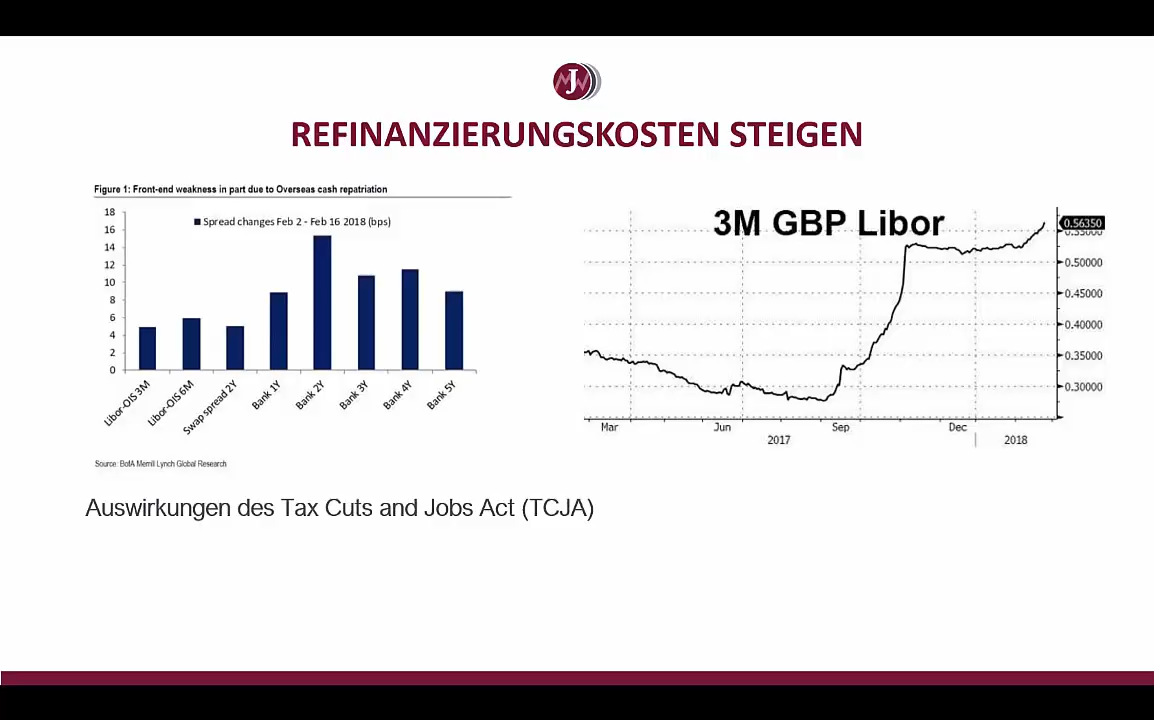 J
REFINANZIERUNGSKOSTEN STEIGEN
Figure 1: Front-end weakness in part due to Overseas cash repatriation
Spread changes Feb 2 - Feb 16 2018 (bps)
18
16
14
12
10
8
6
4
2
0
Libor-OIS 3M
Libor-OIS 6M
Swap spread 2Y
Bank 1Y
Bank 2Y
Bank 3Y
Bank 4Y
Bank 5Y
Source: BofA Merrill Lynch Global Research
3M GBP Libor
0.56350
0.55000
0.50000
0.45000
0.40000
0.35000
0.30000
Mar Jun Sep Dec
2017 2018
Auswirkungen des Tax Cuts and Jobs Act (TCJA)